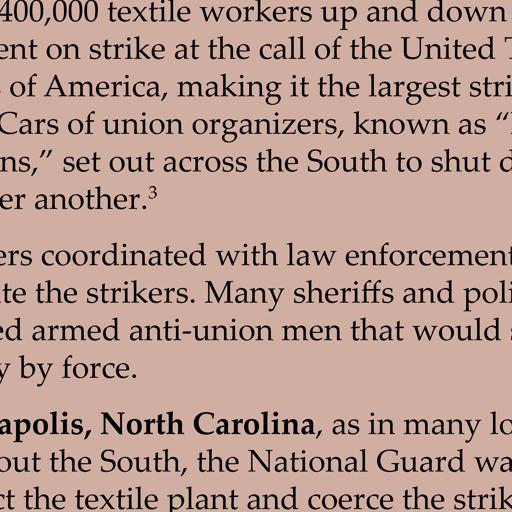 400,000 textile workers up and down
ent on strike at the call of the United T
of America, making it the largest stri
Cars of union organizers, known as “
ns,” set out across the South to shut d
er another.³
ers coordinated with law enforcement
te the strikers. Many sheriffs and poli
ed armed anti-union men that would s
y by force.
apolis, North Carolina, as in many lo
out the South, the National Guard wa
ct the textile plant and coerce the strik